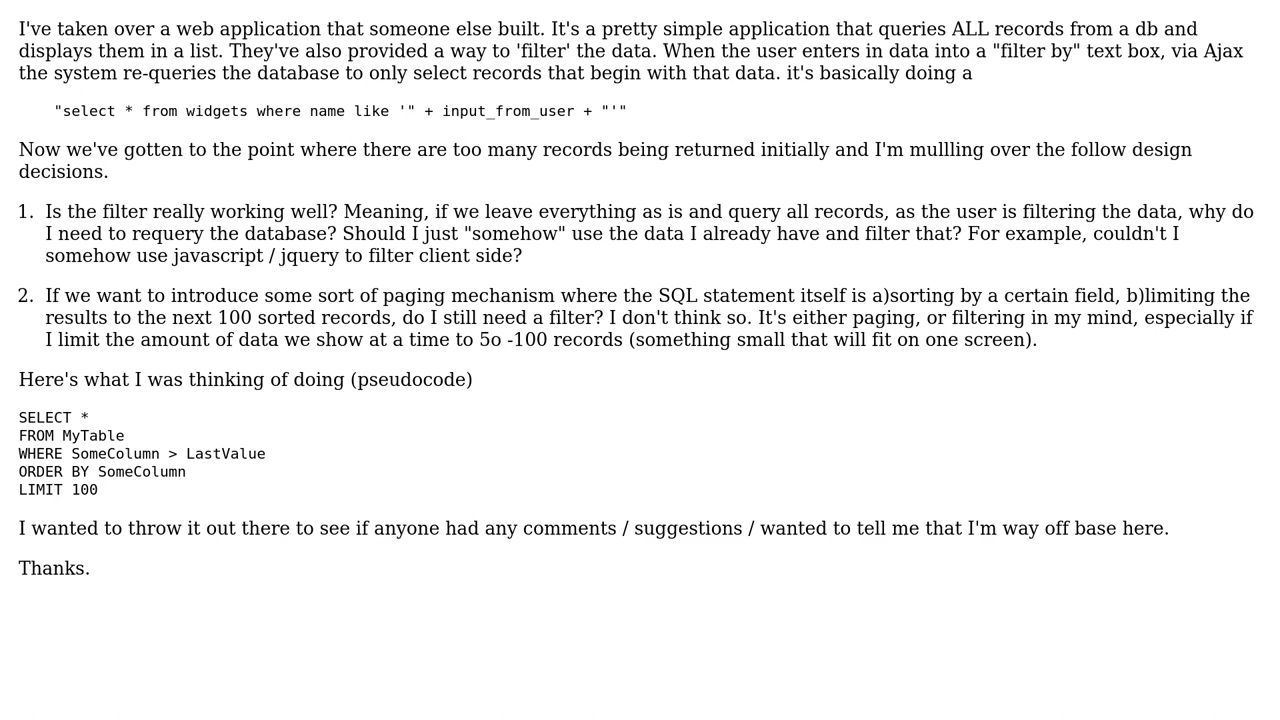 I've taken over a web application that someone else built. It's a pretty simple application that queries ALL records from a db and
displays them in a list. They've also provided a way to 'filter' the data. When the user enters in data into a "filter by" text box, via Ajax
the system re-queries the database to only select records that begin with that data. it's basically doing a
"select * from widgets where name like '" + input_from_user + "'"
Now we've gotten to the point where there are too many records being returned initially and I'm mullling over the follow design
decisions.
1. Is the filter really working well? Meaning, if we leave everything as is and query all records, as the user is filtering the data, why do
I need to requery the database? Should I just "somehow" use the data I already have and filter that? For example, couldn't I
somehow use javascript / jquery to filter client side?
2. If we want to introduce some sort of paging mechanism where the SQL statement itself is a)sorting by a certain field, b)limiting the
results to the next 100 sorted records, do I still need a filter? I don't think so. It's either paging, or filtering in my mind, especially if
I limit the amount of data we show at a time to 5o -100 records (something small that will fit on one screen).
Here's what I was thinking of doing (pseudocode)
SELECT *
FROM MyTable
WHERE SomeColumn > LastValue
ORDER BY SomeColumn
LIMIT 100
I wanted to throw it out there to see if anyone had any comments / suggestions / wanted to tell me that I'm way off base here.
Thanks.